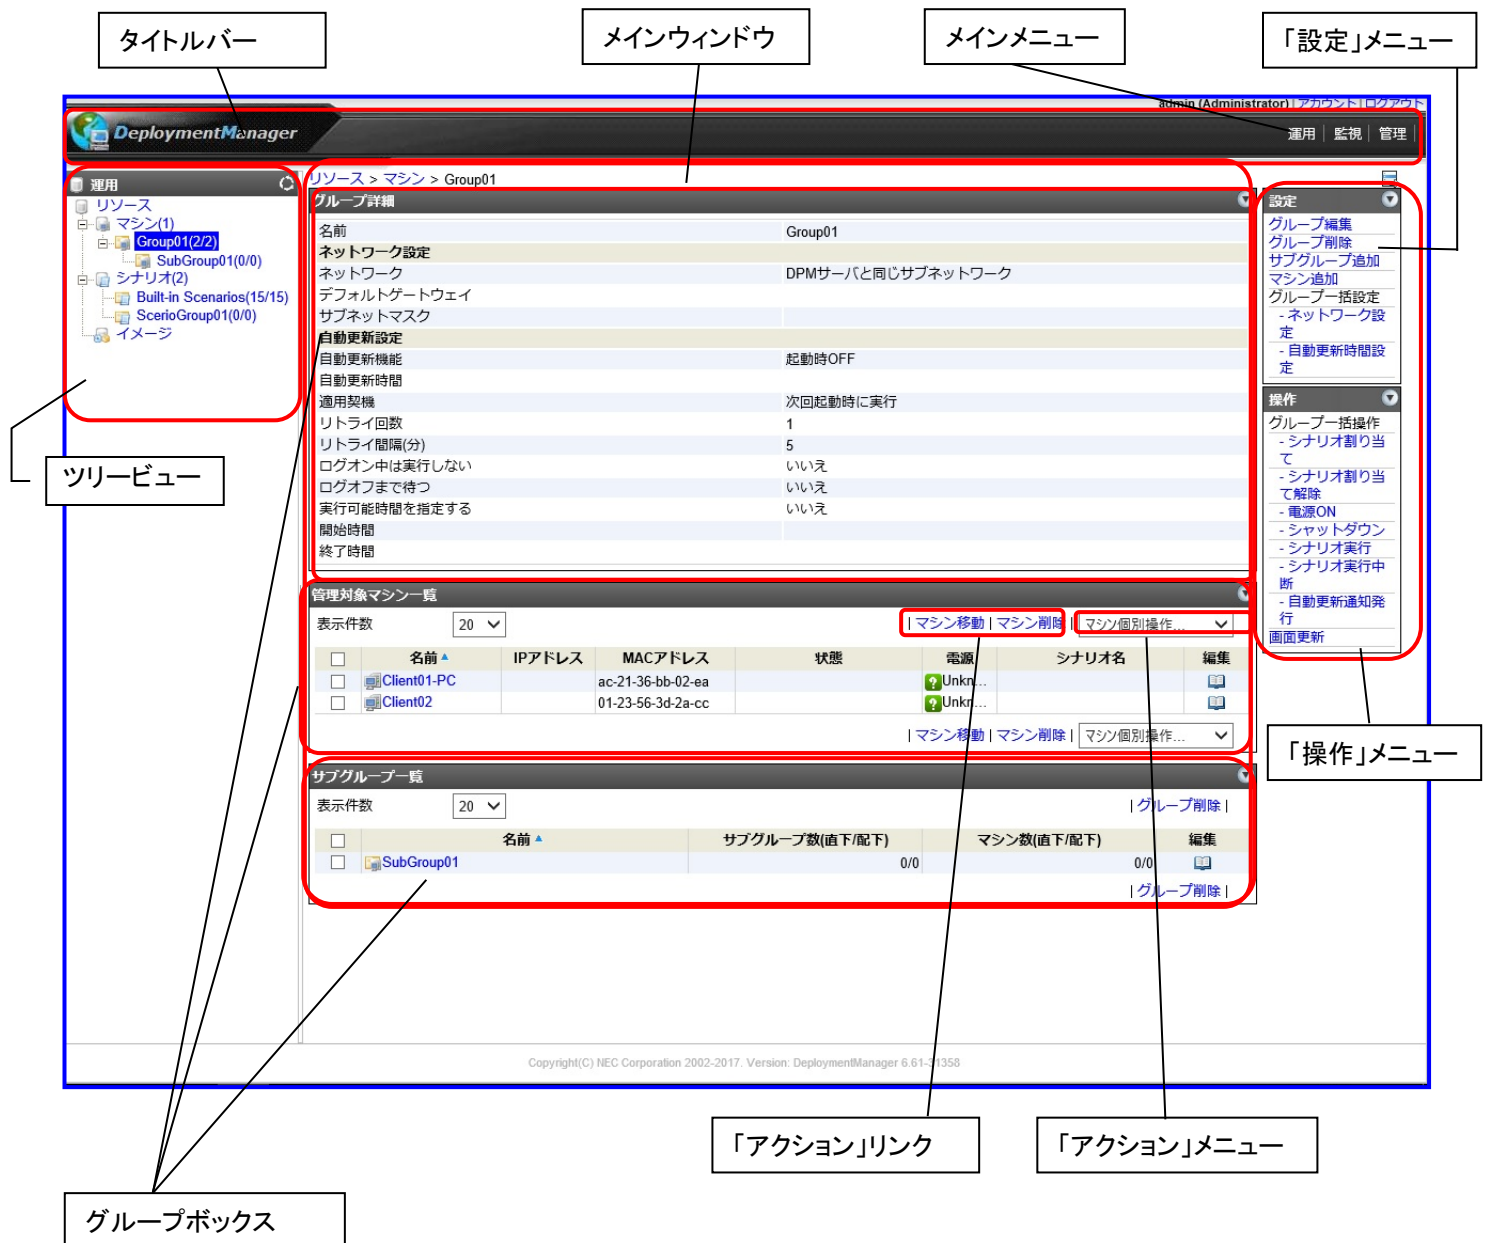 タイトルバー
メインウィンドウ
メインメニュー
「設定」メニュー
admin (Administrator) | アカウント | ログアウト
DeploymentManager
運用 | 監視 | 管理 |
運用
リソース
マシン(1)
Group01(2/2)
SubGroup01(0/0)
シナリオ(2)
Built-in Scenarios(15/15)
ScerioGroup01(0/0)
イメージ
ツリービュー
リソース > マシン > Group01
グループ詳細
名前 Group01
ネットワーク設定
ネットワーク DPMサーバと同じサブネットワーク
デフォルトゲートウェイ
サブネットマスク
自動更新設定
自動更新機能 起動時OFF
自動更新時間
適用契機 次回起動時に実行
リトライ回数 1
リトライ間隔(分) 5
ログオン中は実行しない いいえ
ログオフまで待つ いいえ
実行可能時間を指定する いいえ
開始時間
終了時間
管理対象マシン一覧
表示件数 20 | マシン移動 | マシン削除 | マシン個別操作...
名前 IPアドレス MACアドレス 状態 電源 シナリオ名 編集
Client01-PC ac-21-36-bb-02-ea Unkn...
Client02 01-23-56-3d-2a-cc Unkn...
| マシン移動 | マシン削除 | マシン個別操作...
サブグループ一覧
表示件数 20 | グループ削除 |
名前 サブグループ数(直下/配下) マシン数(直下/配下) 編集
SubGroup01 0/0 0/0
| グループ削除 |
設定
グループ編集
グループ削除
サブグループ追加
マシン追加
グループ一括設定
- ネットワーク設
定
- 自動更新時間設
定
操作
グループ一括操作
- シナリオ割り当
て
- シナリオ割り当
て解除
- 電源ON
- シャットダウン
- シナリオ実行
- シナリオ実行中
断
- 自動更新通知発
行
画面更新
「操作」メニュー
Copyright(C) NEC Corporation 2002-2017. Version: DeploymentManager 6.61-31358
「アクション」リンク
「アクション」メニュー
グループボックス